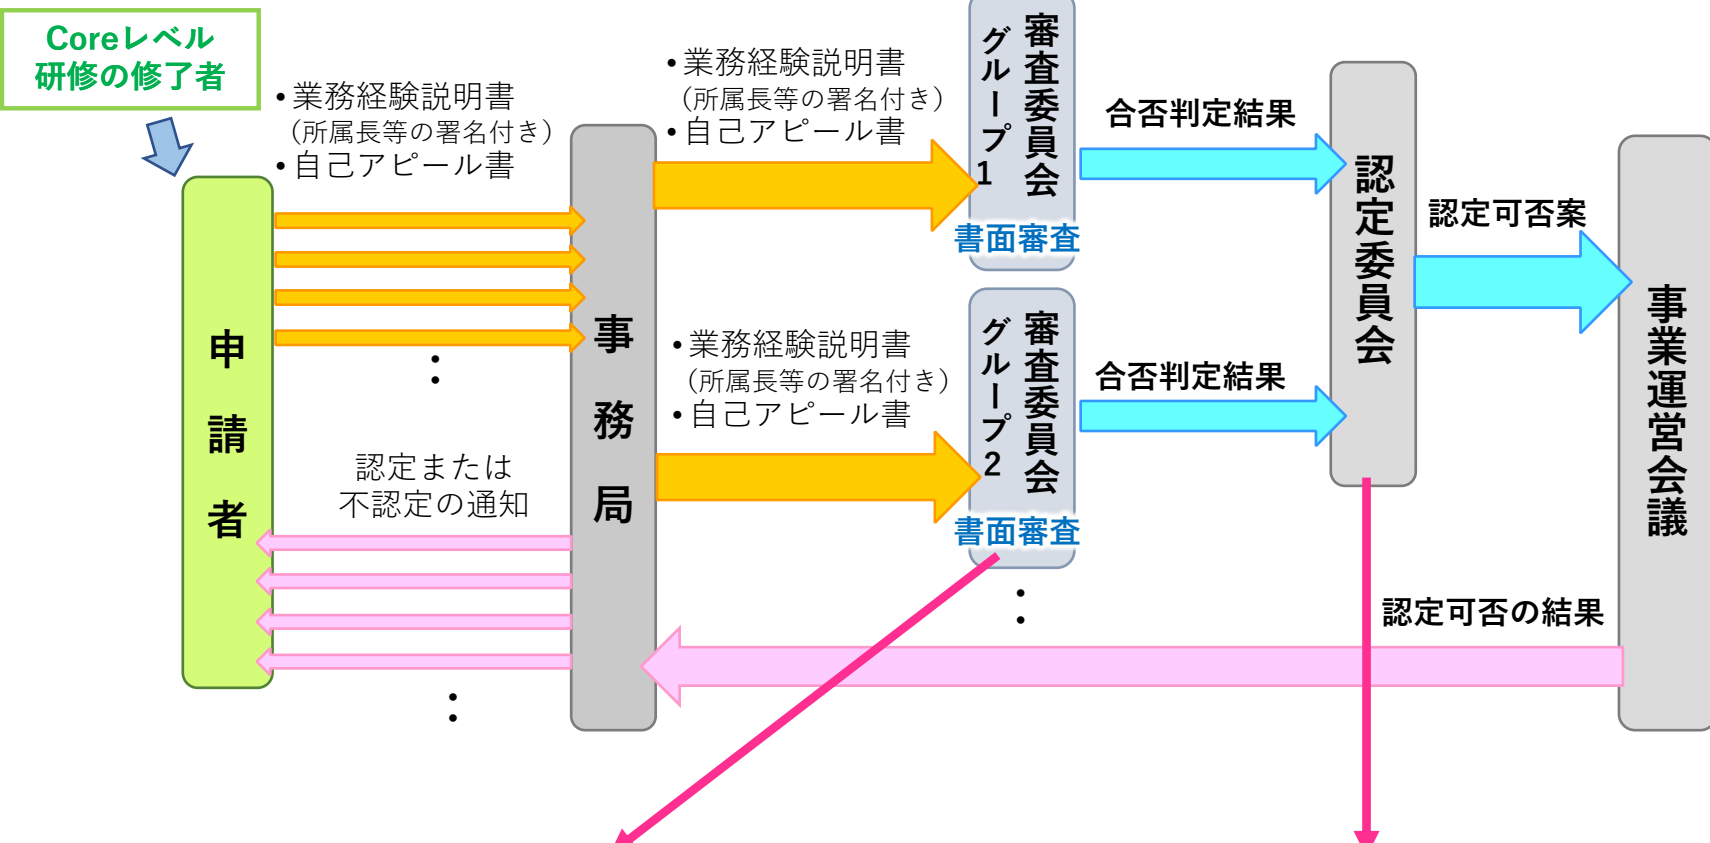 Coreレベル
研修の修了者
• 業務経験説明書
（所属長等の署名付き）
• 自己アピール書
申請者
認定または
不認定の通知
事務局
• 業務経験説明書
（所属長等の署名付き）
• 自己アピール書
審査委員会
グループ1
書面審査
• 業務経験説明書
（所属長等の署名付き）
• 自己アピール書
審査委員会
グループ2
書面審査
合否判定結果
合否判定結果
認定委員会
認定可否案
事業運営会議
認定可否の結果